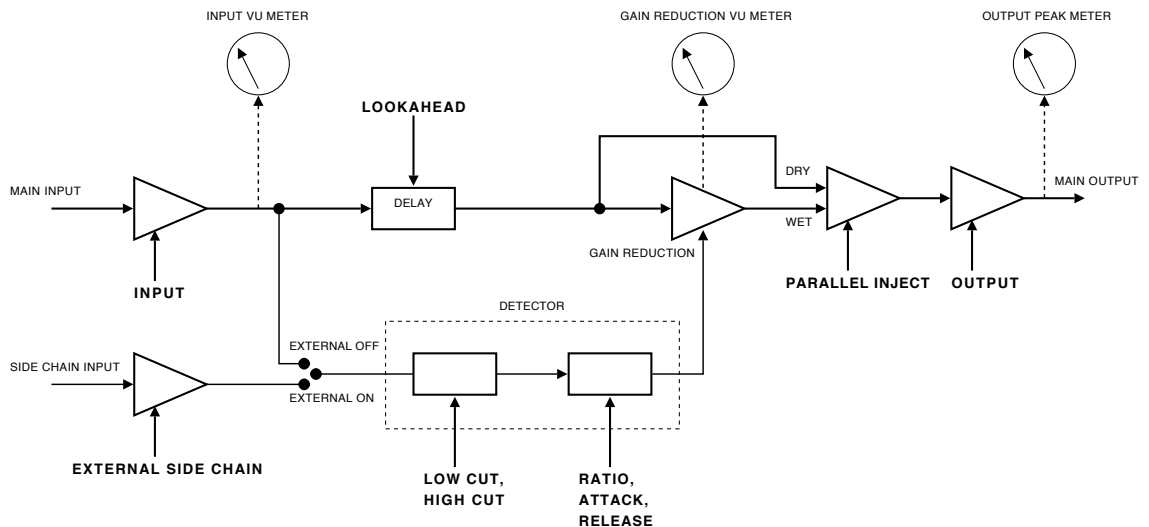 INPUT VU METER
GAIN REDUCTION VU METER
OUTPUT PEAK METER
LOOKAHEAD
MAIN INPUT
DELAY
DRY
WET
MAIN OUTPUT
GAIN REDUCTION
INPUT
PARALLEL INJECT
OUTPUT
DETECTOR
SIDE CHAIN INPUT
EXTERNAL OFF
EXTERNAL ON
EXTERNAL SIDE CHAIN
LOW CUT,
HIGH CUT
RATIO,
ATTACK,
RELEASE